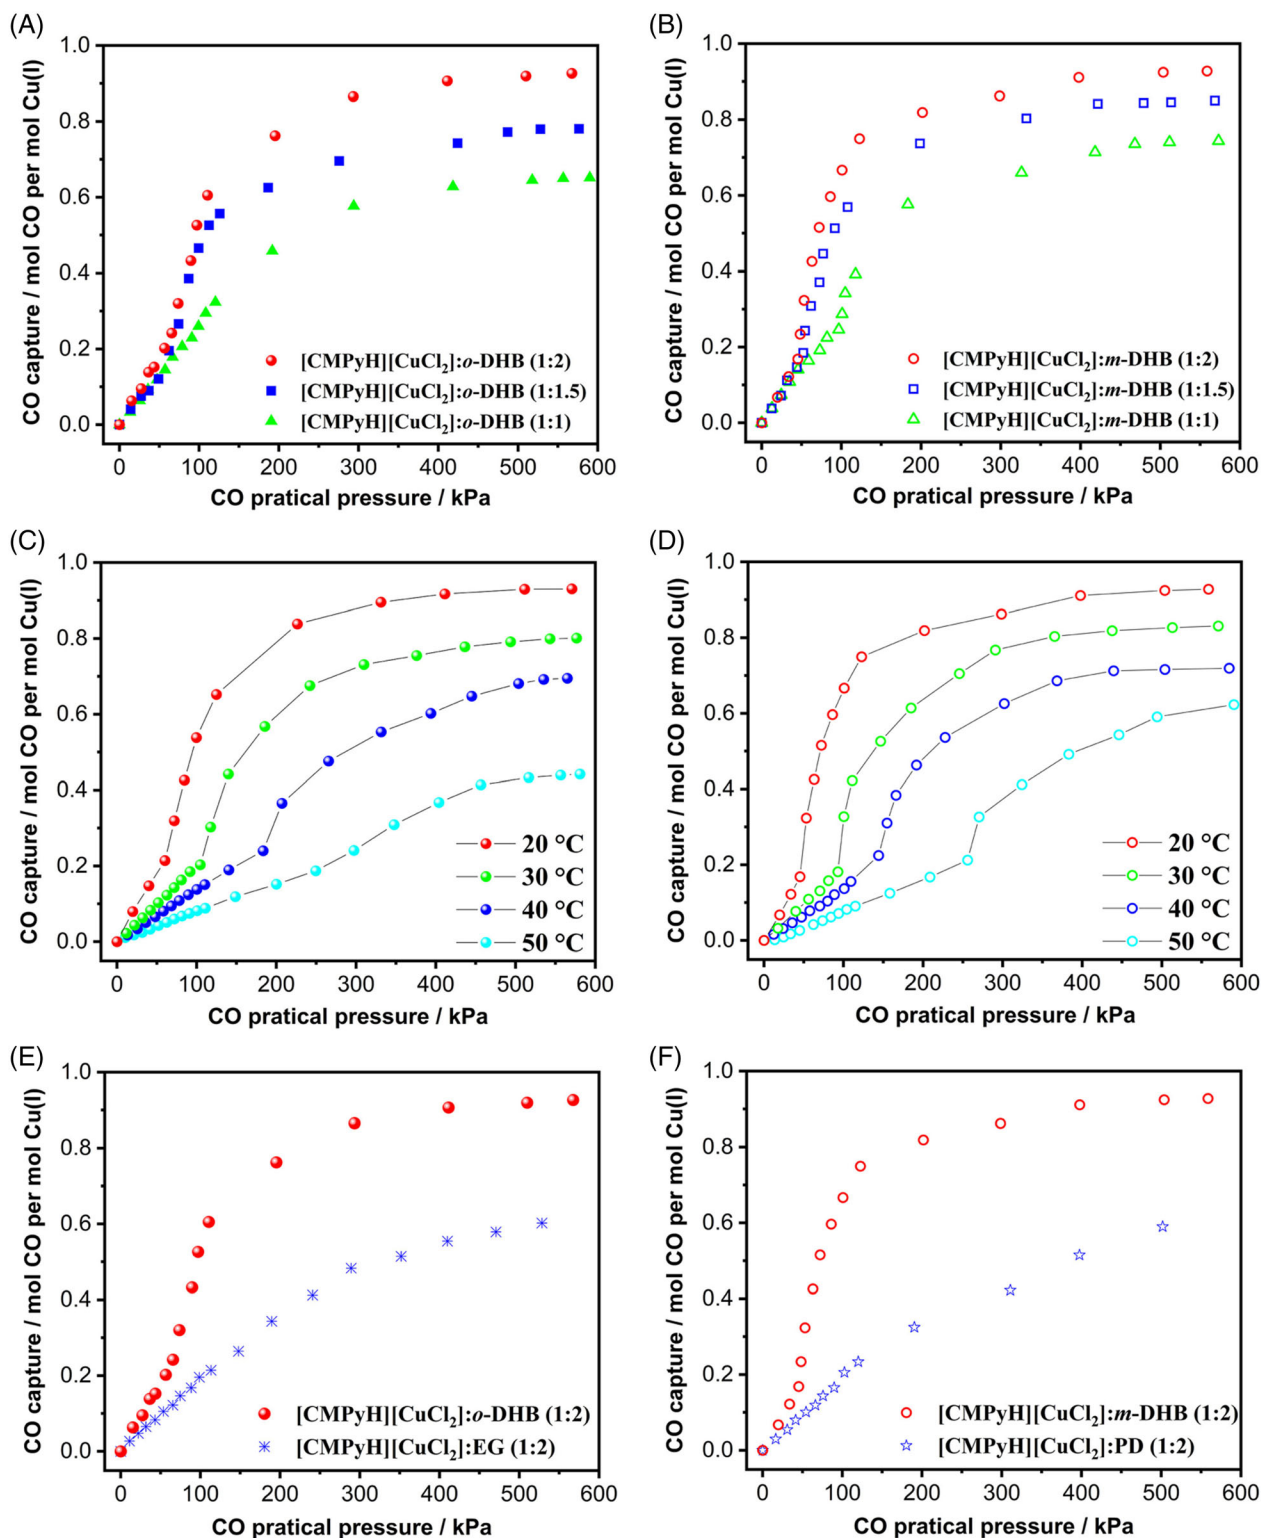 (A)
1.0
0.8
0.6
0.4
0.2
0.0
CO capture / mol CO per mol Cu(I)
[CMPyH][CuCl₂]:o-DHB (1:2)
[CMPyH][CuCl₂]:o-DHB (1:1.5)
[CMPyH][CuCl₂]:o-DHB (1:1)
0 100 200 300 400 500 600
CO pratical pressure / kPa
(B)
1.0
0.8
0.6
0.4
0.2
0.0
CO capture / mol CO per mol Cu(I)
[CMPyH][CuCl₂]:m-DHB (1:2)
[CMPyH][CuCl₂]:m-DHB (1:1.5)
[CMPyH][CuCl₂]:m-DHB (1:1)
0 100 200 300 400 500 600
CO pratical pressure / kPa
(C)
1.0
0.8
0.6
0.4
0.2
0.0
CO capture / mol CO per mol Cu(I)
20 °C
30 °C
40 °C
50 °C
0 100 200 300 400 500 600
CO pratical pressure / kPa
(D)
1.0
0.8
0.6
0.4
0.2
0.0
CO capture / mol CO per mol Cu(I)
20 °C
30 °C
40 °C
50 °C
0 100 200 300 400 500 600
CO pratical pressure / kPa
(E)
1.0
0.8
0.6
0.4
0.2
0.0
CO capture / mol CO per mol Cu(I)
[CMPyH][CuCl₂]:o-DHB (1:2)
[CMPyH][CuCl₂]:EG (1:2)
0 100 200 300 400 500 600
CO pratical pressure / kPa
(F)
1.0
0.8
0.6
0.4
0.2
0.0
CO capture / mol CO per mol Cu(I)
[CMPyH][CuCl₂]:m-DHB (1:2)
[CMPyH][CuCl₂]:PD (1:2)
0 100 200 300 400 500 600
CO pratical pressure / kPa